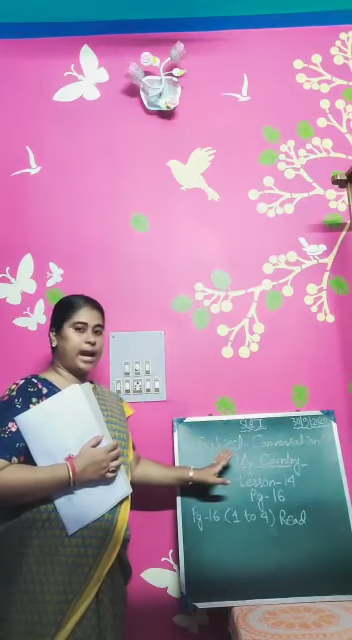 Std-I 30/9/2020
Conversation
My Country
Lesson-14
Pg-16
Pg-16 (1 to 4) Read